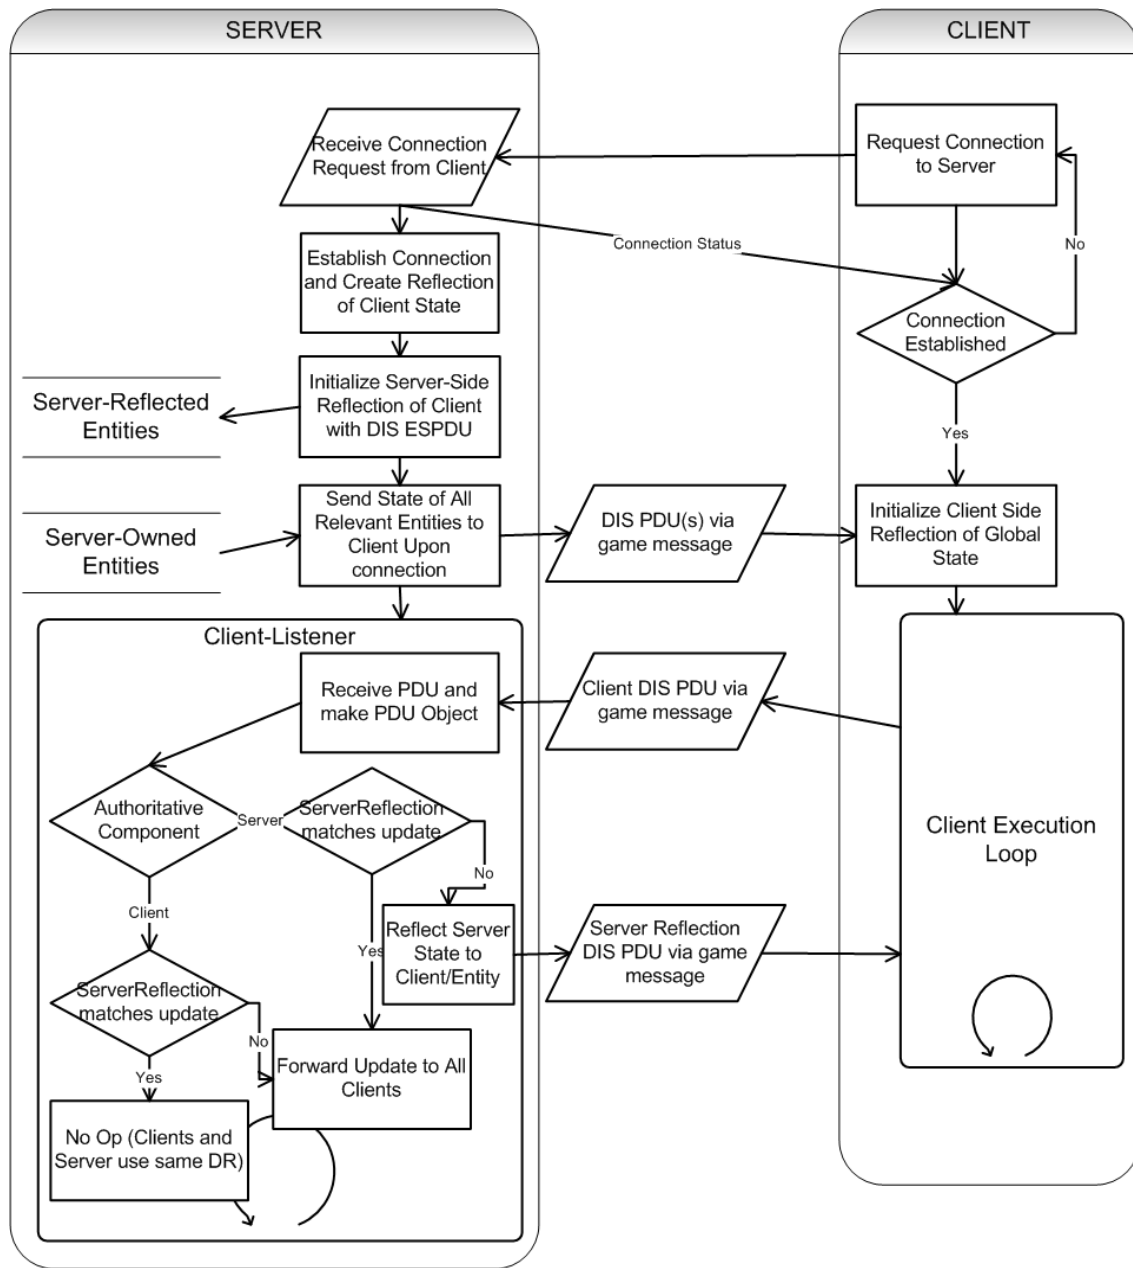 SERVER
CLIENT
Receive Connection
Request from Client
Request Connection
to Server
Connection Status
No
Establish Connection
and Create Reflection
of Client State
Connection
Established
Yes
Server-Reflected
Entities
Initialize Server-Side
Reflection of Client
with DIS ESPDU
Server-Owned
Entities
Send State of All
Relevant Entities to
Client Upon
connection
DIS PDU(s) via
game message
Initialize Client Side
Reflection of Global
State
Client-Listener
Receive PDU and
make PDU Object
Client DIS PDU via
game message
Authoritative
Component
Server
ServerReflection
matches update
No
Client Execution
Loop
Client
Yes
Reflect Server
State to
Client/Entity
Server Reflection
DIS PDU via game
message
ServerReflection
matches update
No
Yes
Forward Update to All
Clients
No Op (Clients and
Server use same DR)